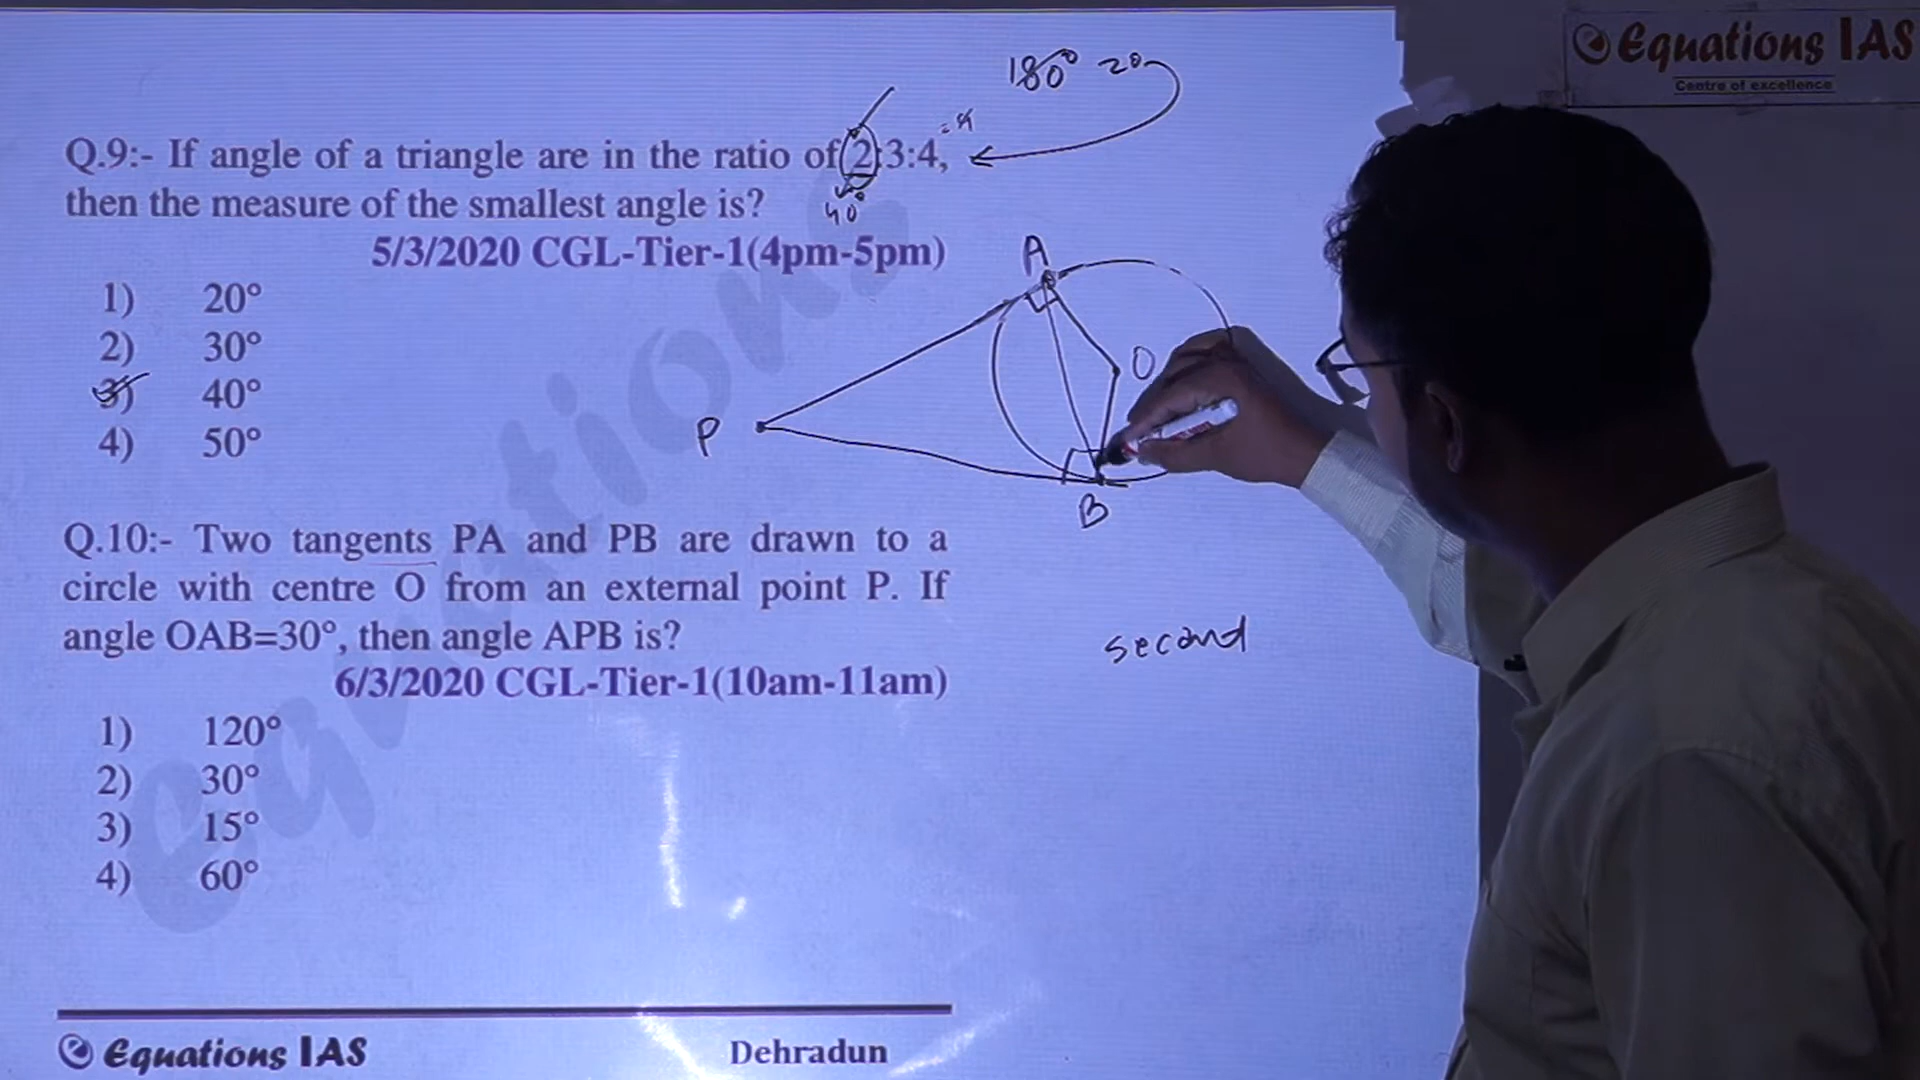 Equations IAS
Centre of excellence
180° 20
Q.9:- If angle of a triangle are in the ratio of 2:3:4,
then the measure of the smallest angle is?
40°
5/3/2020 CGL-Tier-1(4pm-5pm)
1) 20°
2) 30°
3) 40°
4) 50°
A
O
P
B
Q.10:- Two tangents PA and PB are drawn to a
circle with centre O from an external point P. If
angle OAB=30°, then angle APB is?
6/3/2020 CGL-Tier-1(10am-11am)
1) 120°
2) 30°
3) 15°
4) 60°
second
equations
Equations IAS
Dehradun